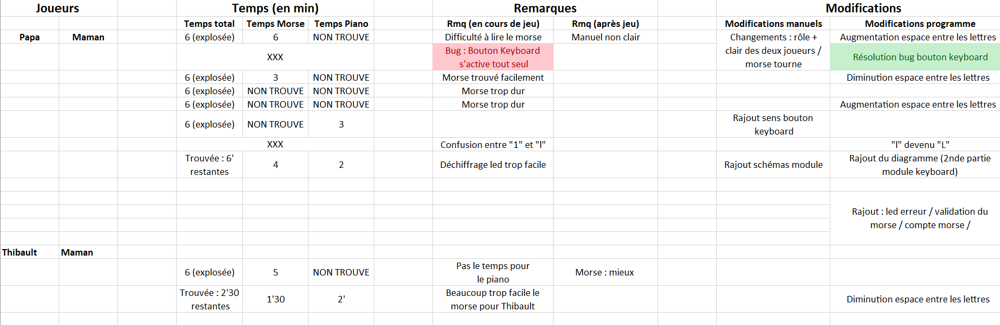 Joueurs Temps (en min) Remarques Modifications
Temps total Temps Morse Temps Piano Rmq (en cours de jeu) Rmq (après jeu) Modifications manuels Modifications programme
Papa Maman 6 (explosée) 6 NON TROUVE Difficulté à lire le morse Manuel non clair Changements : rôle + Augmentation espace entre les lettres
clair des deux joueurs /
morse tourne
XXX Bug : Bouton Keyboard Résolution bug bouton keyboard
s'active tout seul
6 (explosée) 3 NON TROUVE Morse trouvé facilement Diminution espace entre les lettres
6 (explosée) NON TROUVE NON TROUVE Morse trop dur
6 (explosée) NON TROUVE NON TROUVE Morse trop dur Augmentation espace entre les lettres
6 (explosée) NON TROUVE 3 Rajout sens bouton
keyboard
XXX Confusion entre "1" et "l" "l" devenu "L"
Trouvée : 6' 4 2 Déchiffrage led trop facile Rajout schémas module Rajout du diagramme (2nde partie
restantes module keyboard)
Rajout : led erreur / validation du
morse / compte morse /
Thibault Maman
6 (explosée) 5 NON TROUVE Pas le temps pour Morse : mieux
le piano
Trouvée : 2'30 1'30 2' Beaucoup trop facile le Diminution espace entre les lettres
restantes morse pour Thibault